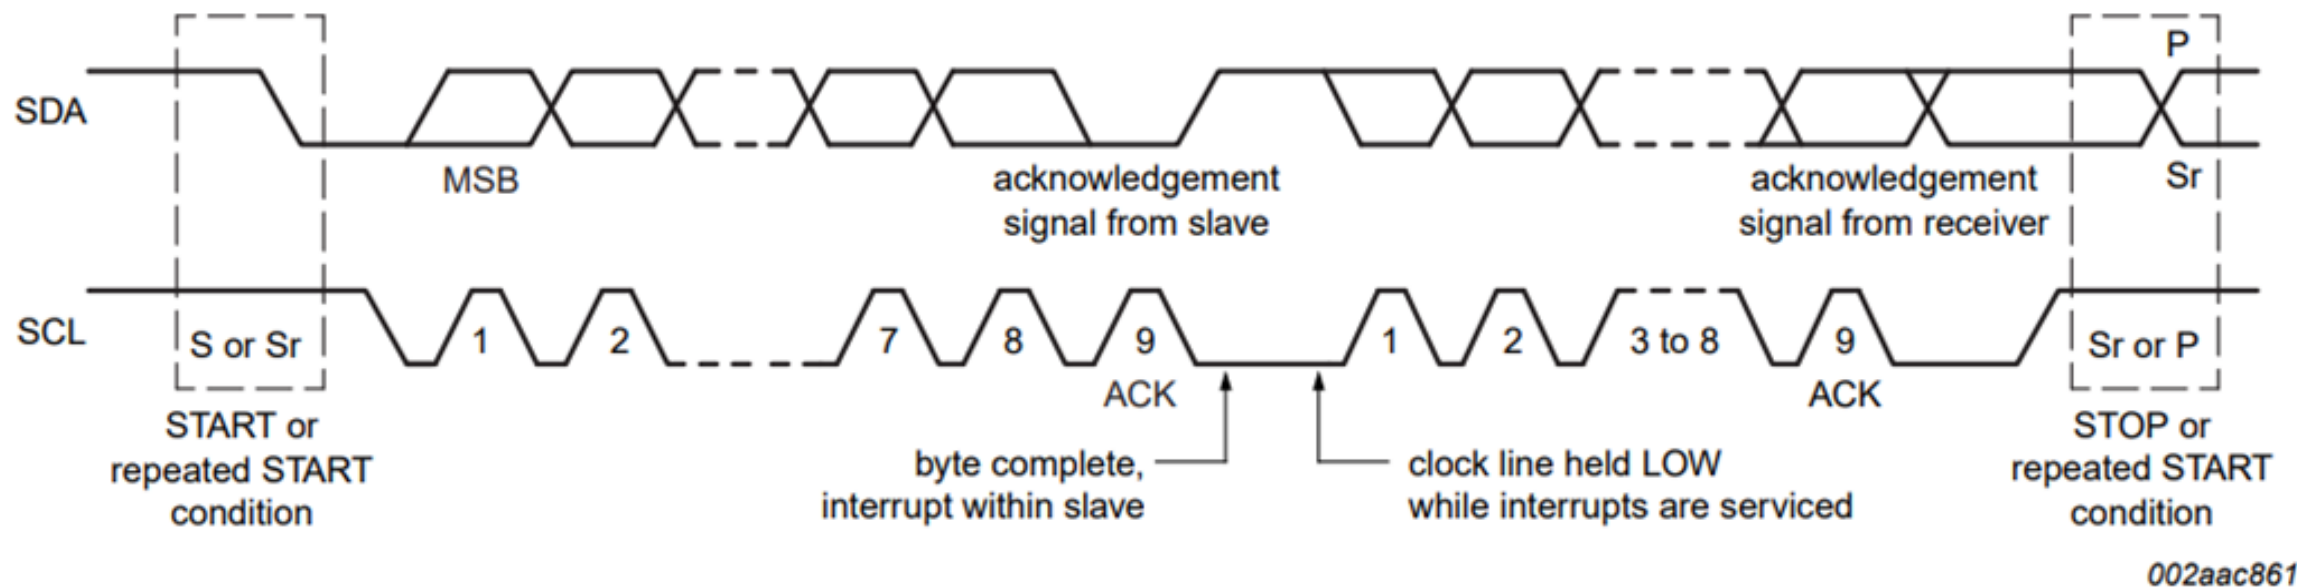 P
SDA
MSB
acknowledgement
signal from slave
acknowledgement
signal from receiver
Sr
SCL
S or Sr
1
2
7
8
9
1
2
3 to 8
9
Sr or P
ACK
ACK
START or
repeated START
condition
byte complete,
interrupt within slave
clock line held LOW
while interrupts are serviced
STOP or
repeated START
condition
002aac861